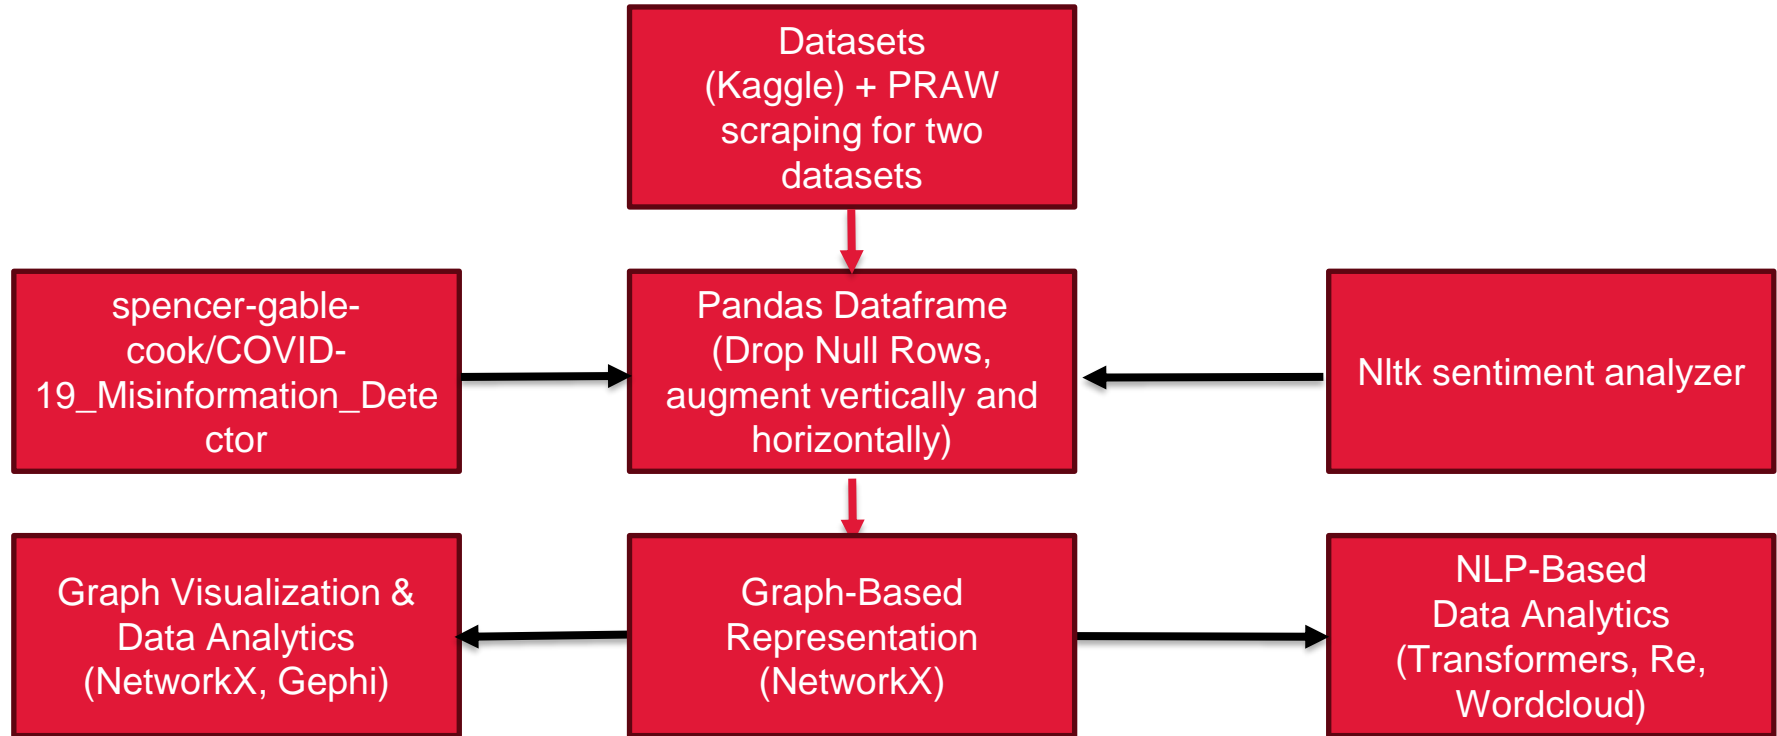 Datasets
(Kaggle) + PRAW
scraping for two
datasets
spencer-gable-
cook/COVID-
19_Misinformation_Dete
ctor
Pandas Dataframe
(Drop Null Rows,
augment vertically and
horizontally)
Nltk sentiment analyzer
Graph Visualization &
Data Analytics
(NetworkX, Gephi)
Graph-Based
Representation
(NetworkX)
NLP-Based
Data Analytics
(Transformers, Re,
Wordcloud)